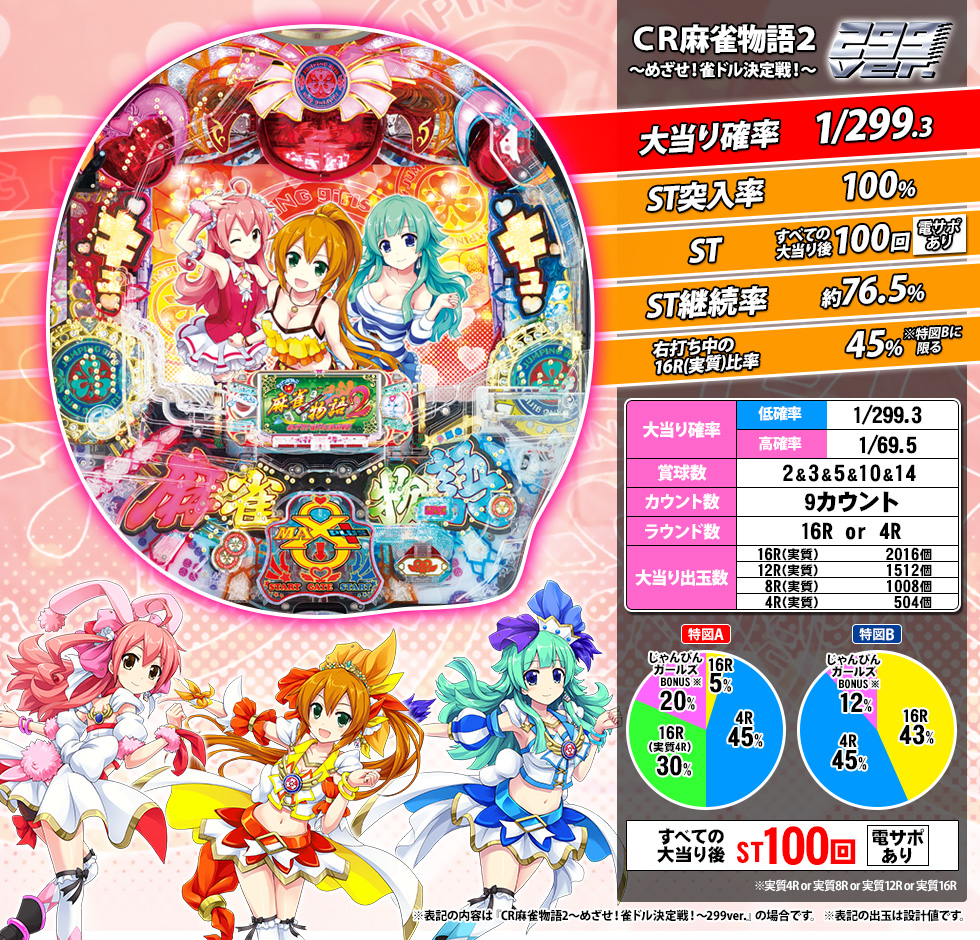 CR麻雀物語2
299ver.
～めざせ!雀ドル決定戦!～
大当り確率 1/299.3
ST突入率 100%
ST すべての大当り後 100回 電サポあり
ST継続率 約76.5%
右打ち中の
16R(実質)比率 45% ※特図Bに限る
大当り確率 低確率 1/299.3
高確率 1/69.5
賞球数 2&3&5&10&14
カウント数 9カウント
ラウンド数 16R or 4R
大当り出玉数 16R(実質) 2016個
12R(実質) 1512個
8R(実質) 1008個
4R(実質) 504個
特図A
じゃんぴん
ガールズ
BONUS ※
20%
16R
5%
4R
45%
16R
(実質4R)
30%
特図B
じゃんぴん
ガールズ
BONUS ※
12%
16R
43%
4R
45%
すべての
大当り後 ST100回 電サポあり
※実質4R or 実質8R or 実質12R or 実質16R
※表記の内容は『CR麻雀物語2～めざせ!雀ドル決定戦!～299ver.』の場合です。 ※表記の出玉は設計値です。
キュン
キュン
麻雀物語2
麻雀物語
MAX
8
START GATE START